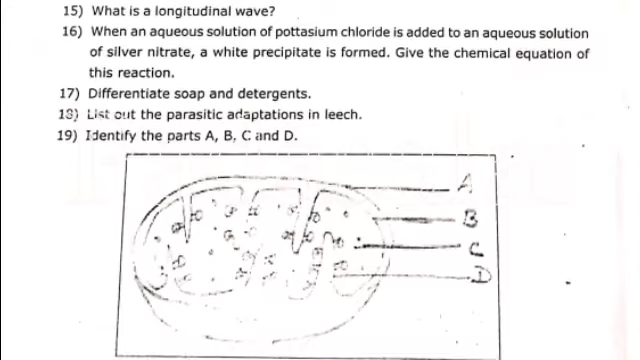 15) What is a longitudinal wave?
16) When an aqueous solution of pottasium chloride is added to an aqueous solution
of silver nitrate, a white precipitate is formed. Give the chemical equation of
this reaction.
17) Differentiate soap and detergents.
18) List out the parasitic adaptations in leech.
19) Identify the parts A, B, C and D.
A
B
C
D